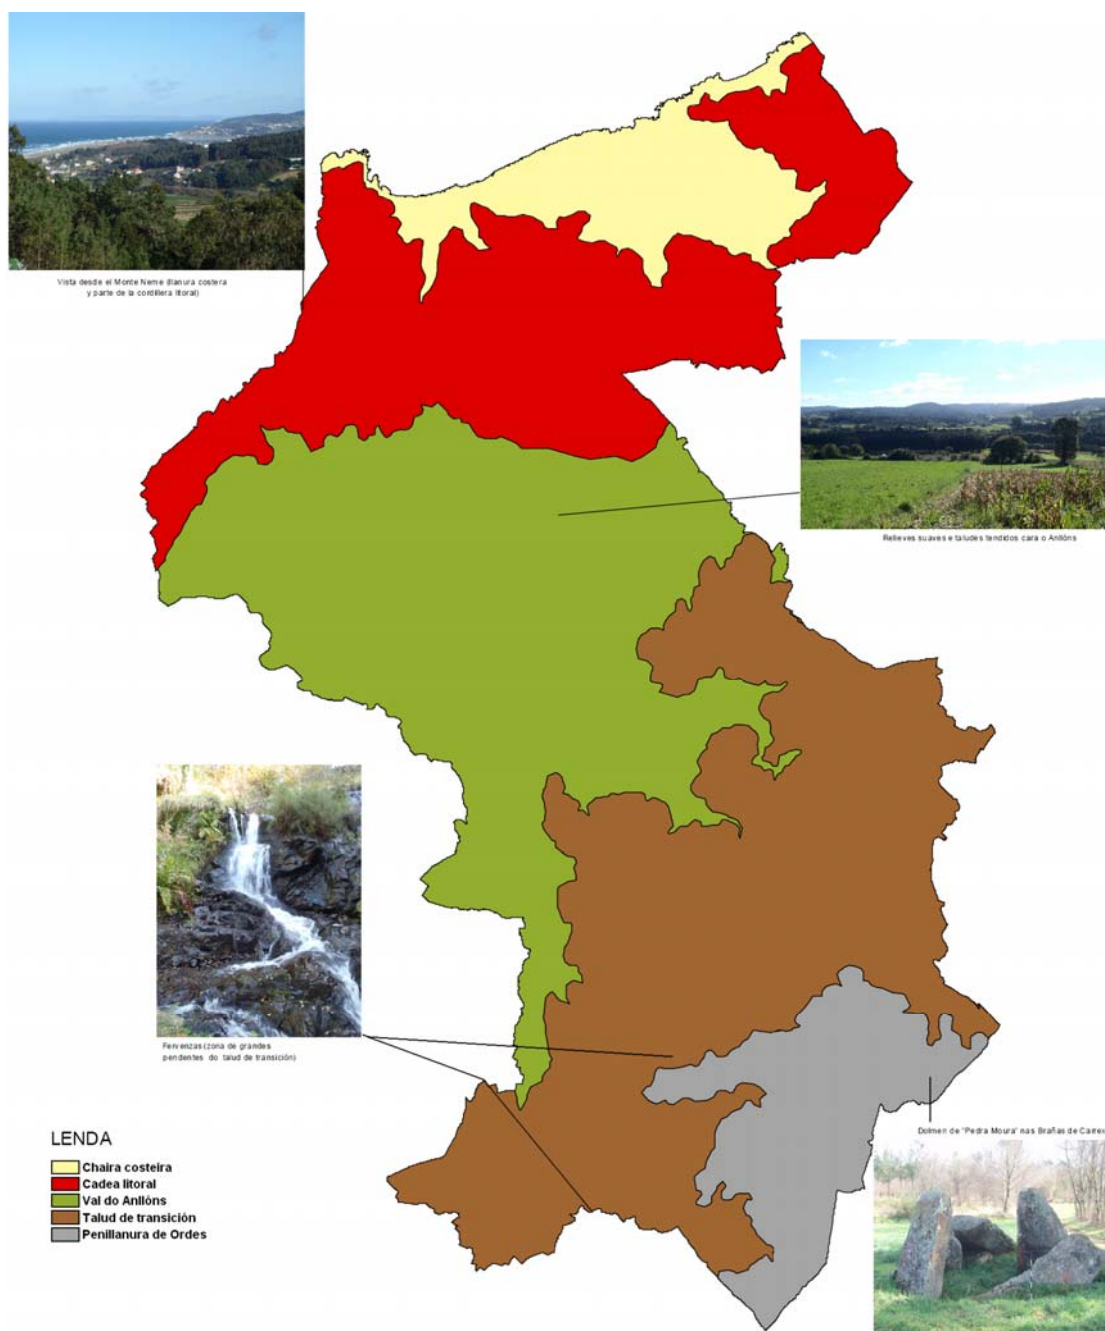 Vista desde el Monte Neme (llanura costera
y parte de la cordillera litoral)
Relieves suaves e taludes tendidos cara o Anllóns
Fervenzas(zona de grandes
pendentes do talud de transición)
Dolmen de "Pedra Moura" nas Brañas de Carrex
LENDA
Chaira costeira
Cadea litoral
Val do Anllóns
Talud de transición
Penillanura de Ordes